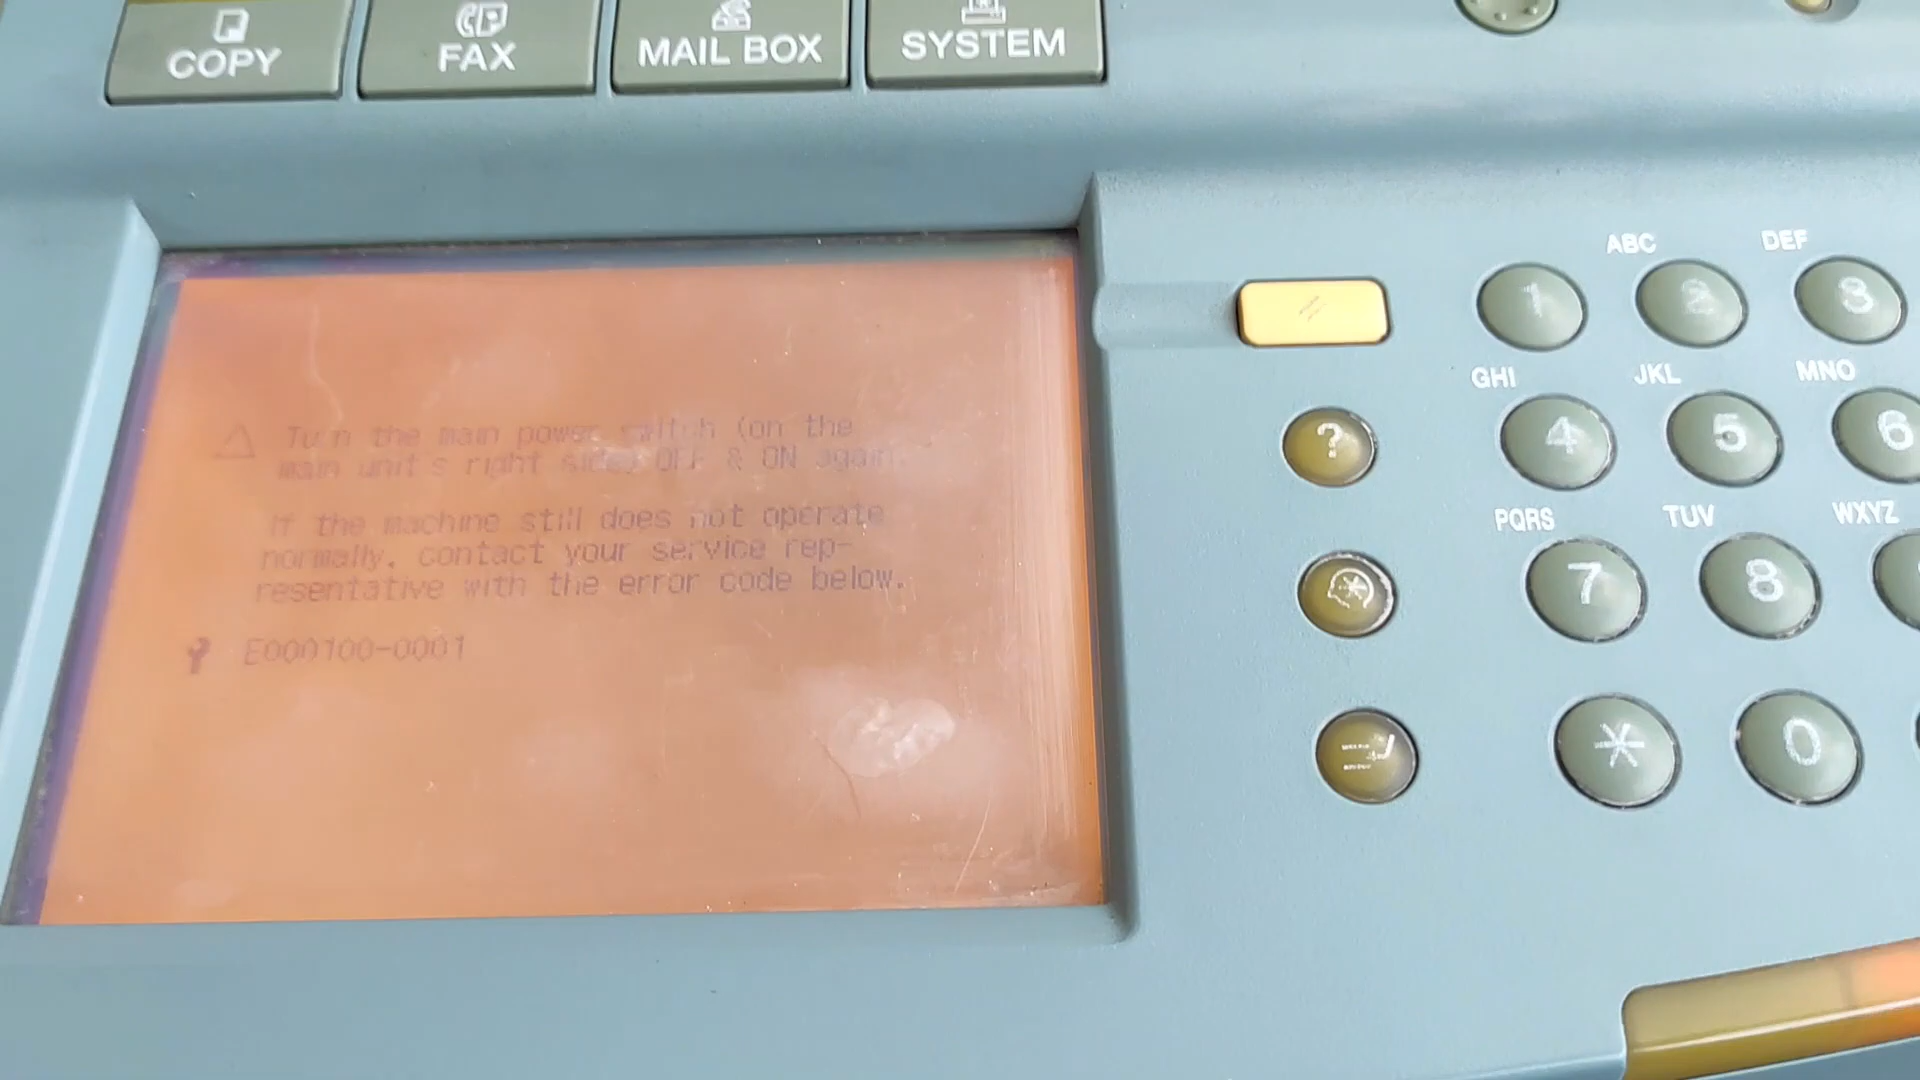 COPY FAX MAIL BOX SYSTEM
Turn the main power switch (on the
main unit's right side) OFF & ON again.
If the machine still does not operate
normally, contact your service rep-
resentative with the error code below.
E000100-0001
ABC DEF
1 2 3
GHI JKL MNO
? 4 5 6
PQRS TUV WXYZ
7 8
0